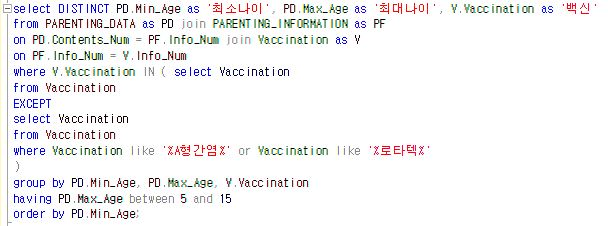 select DISTINCT PD.Min_Age as '최소나이', PD.Max_Age as '최대나이', V.Vaccination as '백신'
from PARENTING_DATA as PD join PARENTING_INFORMATION as PF
on PD.Contents_Num = PF.Info_Num join Vaccination as V
on PF.Info_Num = V.Info_Num
where V.Vaccination IN ( select Vaccination
from Vaccination
EXCEPT
select Vaccination
from Vaccination
where Vaccination like '%A형간염%' or Vaccination like '%로타텍%'
)
group by PD.Min_Age, PD.Max_Age, V.Vaccination
having PD.Max_Age between 5 and 15
order by PD.Min_Age;